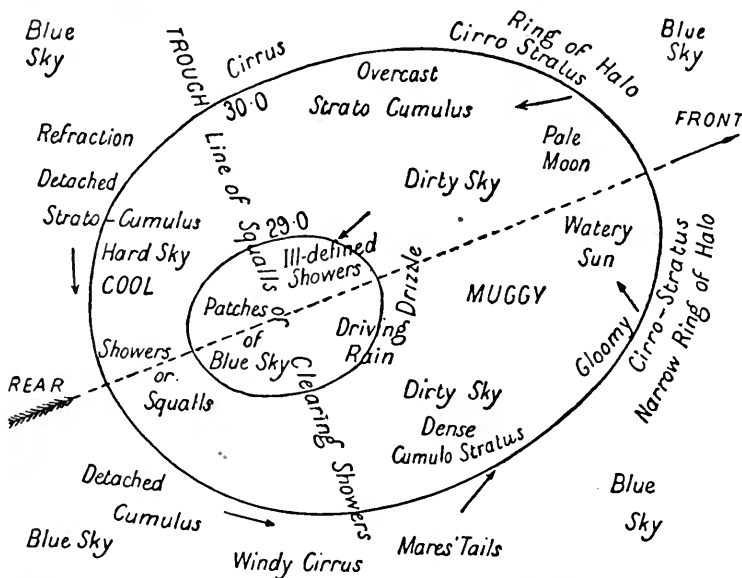 Blue
Sky
Cirrus
Ring of Halo
Cirro Stratus
Blue
Sky
TROUGH
30·0
Overcast
Strato Cumulus
FRONT
Refraction
Pale
Moon
Detached
Strato-Cumulus
Hard Sky
COOL
Line of Squalls or Clearing Showers
29·0
Dirty Sky
Ill-defined
Showers
Watery
Sun
Patches
of
Blue Sky
Drizzle
Driving
Rain
MUGGY
Gloomy
Cirro-Stratus
Narrow Ring of Halo
REAR
Showers
or
Squalls
Dirty Sky
Dense
Cumulo Stratus
Detached
Cumulus
Blue Sky
Windy Cirrus
Mares' Tails
Blue
Sky